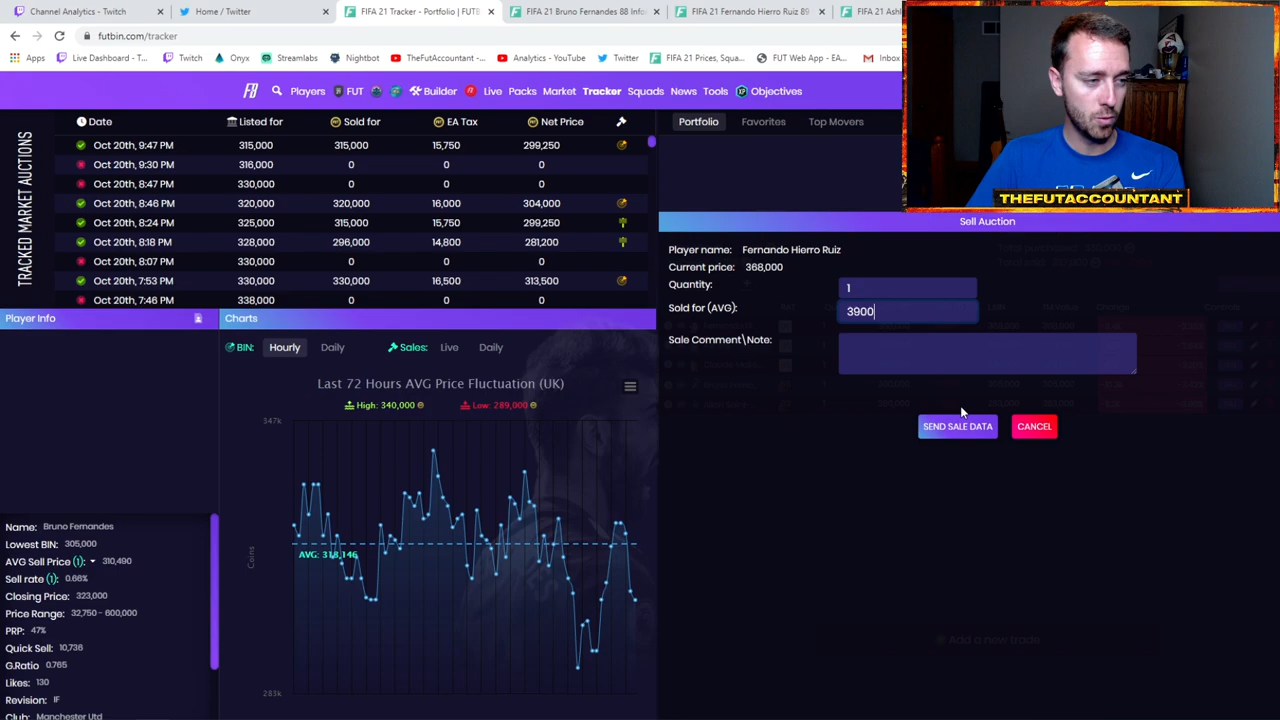 Channel Analytics - Twitch
Home / Twitter
FIFA 21 Tracker - Portfolio | FUTB
FIFA 21 Bruno Fernandes 88 Info
FIFA 21 Fernando Hierro Ruiz 89
FIFA 21 Ash
futbin.com/tracker
Apps
Live Dashboard - T...
Twitch
Onyx
Streamlabs
Nightbot
TheFutAccountant -...
Analytics - YouTube
Twitter
FIFA 21 Prices, Squa...
FUT Web App - EA...
Inbox
Players
FUT
Builder
Live
Packs
Market
Tracker
Squads
News
Tools
Objectives
TRACKED MARKET AUCTIONS
Date Listed for Sold for EA Tax Net Price
Oct 20th, 9:47 PM 315,000 315,000 15,750 299,250
Oct 20th, 9:30 PM 316,000 0 0 0
Oct 20th, 8:47 PM 330,000 0 0 0
Oct 20th, 8:46 PM 320,000 320,000 16,000 304,000
Oct 20th, 8:24 PM 325,000 315,000 15,750 299,250
Oct 20th, 8:18 PM 328,000 296,000 14,800 281,200
Oct 20th, 8:07 PM 330,000 0 0 0
Oct 20th, 7:53 PM 330,000 330,000 16,500 313,500
Oct 20th, 7:46 PM 338,000 0 0 0
Portfolio
Favorites
Top Movers
THEFUTACCOUNTANT
Sell Auction
Player name: Fernando Hierro Ruiz
Current price: 368,000
Quantity: 1
Sold for (AVG): 3900
Sale Comment\Note:
SEND SALE DATA
CANCEL
Add a new trade
Player Info
Charts
BIN: Hourly Daily
Sales: Live Daily
Last 72 Hours AVG Price Fluctuation (UK)
High: 340,000
Low: 289,000
347k
Coins
AVG: 318,146
283k
Name: Bruno Fernandes
Lowest BIN: 305,000
AVG Sell Price (1): 310,490
Sell rate (1): 0.66%
Closing Price: 323,000
Price Range: 32,750 - 600,000
PRP: 47%
Quick Sell: 10,736
G.Ratio 0.765
Likes: 130
Revision: IF
Club: Manchester Utd